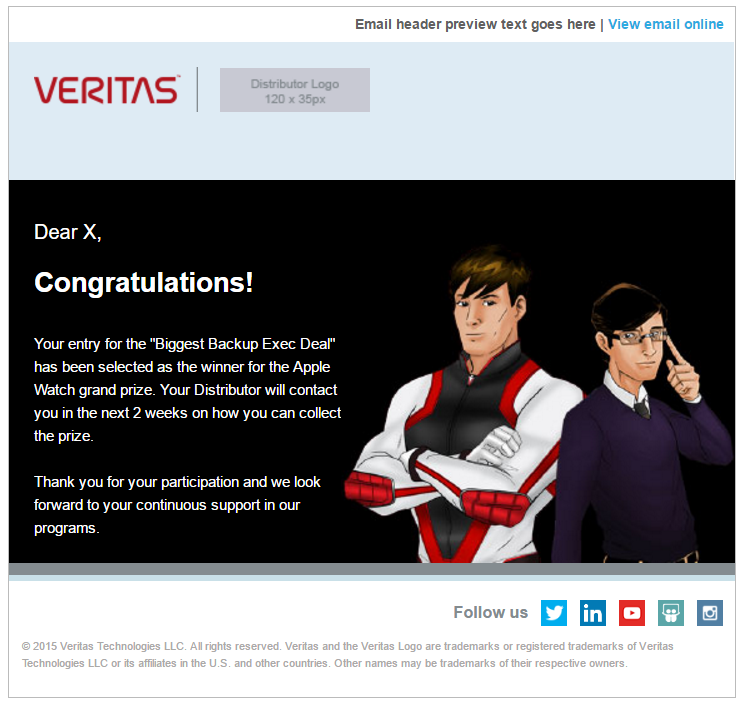 Email header preview text goes here | View email online
VERITAS™
Distributor Logo
120 x 35px
Dear X,
Congratulations!
Your entry for the "Biggest Backup Exec Deal"
has been selected as the winner for the Apple
Watch grand prize. Your Distributor will contact
you in the next 2 weeks on how you can collect
the prize.
Thank you for your participation and we look
forward to your continuous support in our
programs.
Follow us
in
© 2015 Veritas Technologies LLC. All rights reserved. Veritas and the Veritas Logo are trademarks or registered trademarks of Veritas
Technologies LLC or its affiliates in the U.S. and other countries. Other names may be trademarks of their respective owners.